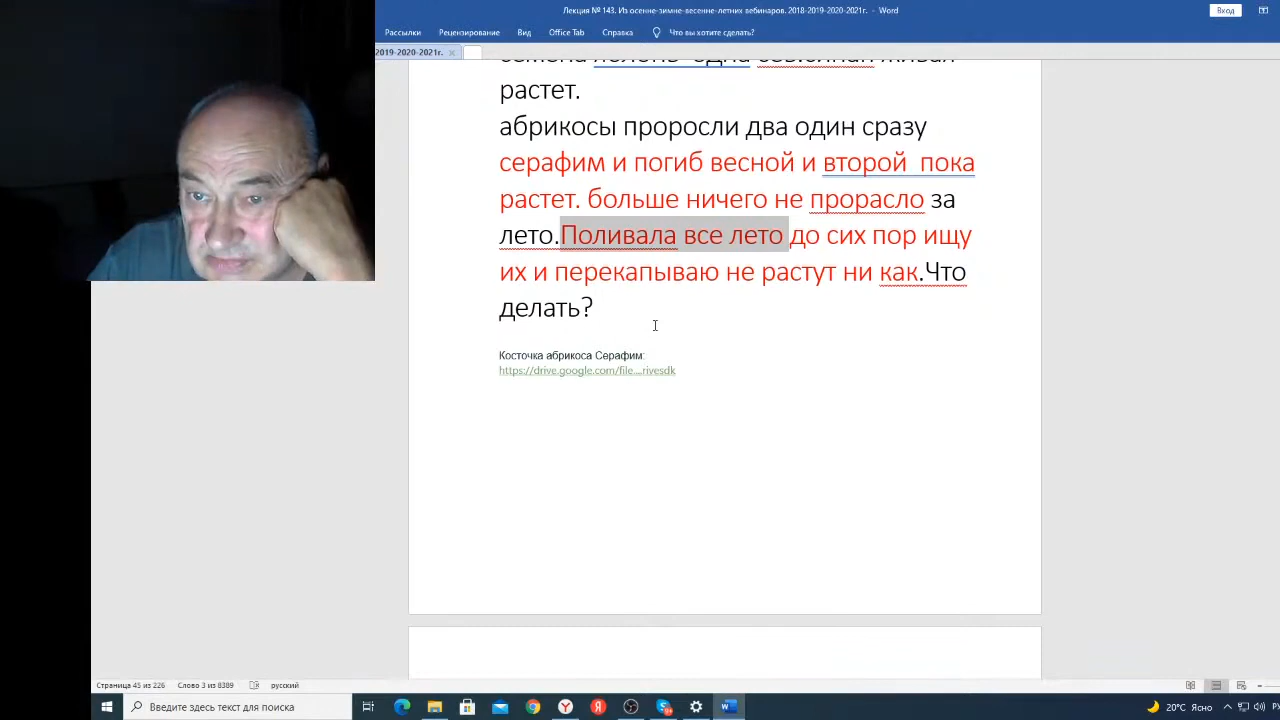 Лекция № 143. Из осенне-зимне-весенне-летних вебинаров. 2018-2019-2020-2021г. - Word
Вход
Рассылки Рецензирование Вид Office Tab Справка Что вы хотите сделать?
2019-2020-2021г.
растет.
абрикосы проросли два один сразу
серафим и погиб весной и второй пока
растет. больше ничего не прорасло за
лето.Поливала все лето до сих пор ищу
их и перекапываю не растут ни как.Что
делать?
Косточка абрикоса Серафим:
https://drive.google.com/file....rivesdk
Страница 45 из 226 Слово 3 из 8389 русский
Введите здесь текст для поиска
20°C Ясно